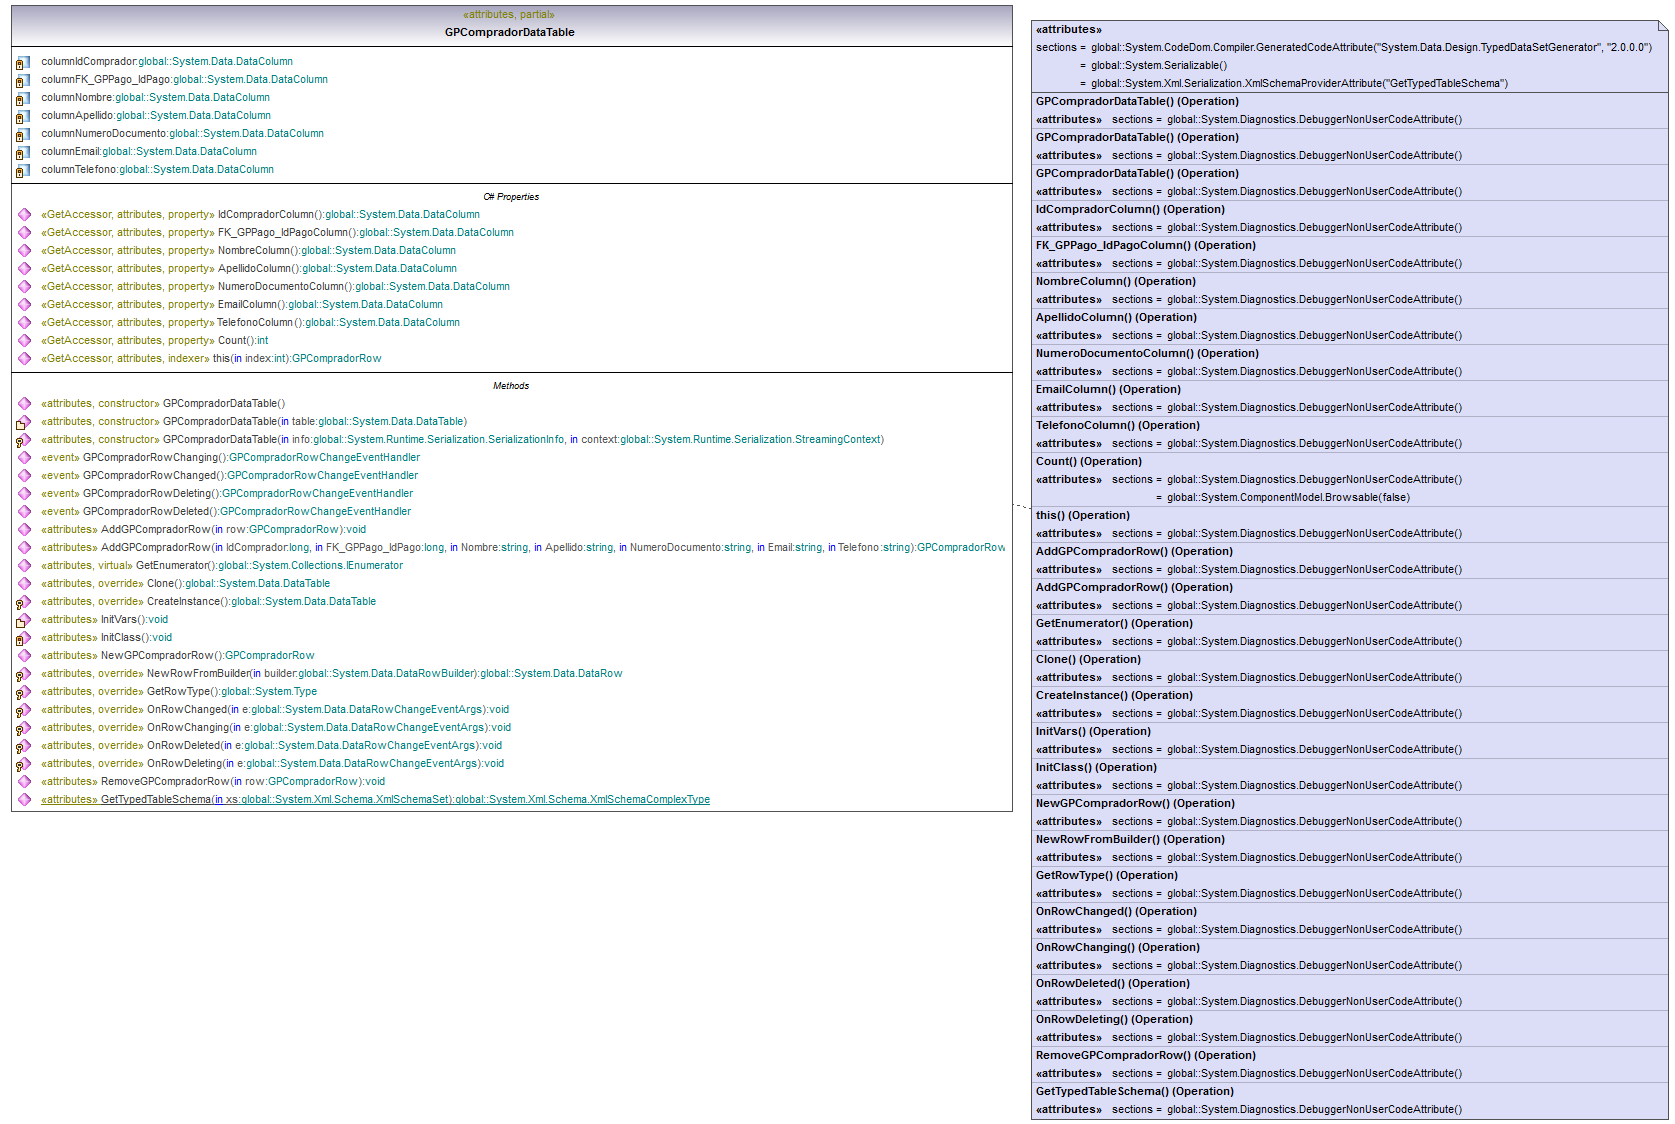 «attributes, partial»
GPCompradorDataTable
columnIdComprador:global::System.Data.DataColumn
columnFK_GPPago_IdPago:global::System.Data.DataColumn
columnNombre:global::System.Data.DataColumn
columnApellido:global::System.Data.DataColumn
columnNumeroDocumento:global::System.Data.DataColumn
columnEmail:global::System.Data.DataColumn
columnTelefono:global::System.Data.DataColumn
C# Properties
«GetAccessor, attributes, property» IdCompradorColumn():global::System.Data.DataColumn
«GetAccessor, attributes, property» FK_GPPago_IdPagoColumn():global::System.Data.DataColumn
«GetAccessor, attributes, property» NombreColumn():global::System.Data.DataColumn
«GetAccessor, attributes, property» ApellidoColumn():global::System.Data.DataColumn
«GetAccessor, attributes, property» NumeroDocumentoColumn():global::System.Data.DataColumn
«GetAccessor, attributes, property» EmailColumn():global::System.Data.DataColumn
«GetAccessor, attributes, property» TelefonoColumn():global::System.Data.DataColumn
«GetAccessor, attributes, property» Count():int
«GetAccessor, attributes, indexer» this(in index:int):GPCompradorRow
Methods
«attributes, constructor» GPCompradorDataTable()
«attributes, constructor» GPCompradorDataTable(in table:global::System.Data.DataTable)
«attributes, constructor» GPCompradorDataTable(in info:global::System.Runtime.Serialization.SerializationInfo, in context:global::System.Runtime.Serialization.StreamingContext)
«event» GPCompradorRowChanging():GPCompradorRowChangeEventHandler
«event» GPCompradorRowChanged():GPCompradorRowChangeEventHandler
«event» GPCompradorRowDeleting():GPCompradorRowChangeEventHandler
«event» GPCompradorRowDeleted():GPCompradorRowChangeEventHandler
«attributes» AddGPCompradorRow(in row:GPCompradorRow):void
«attributes» AddGPCompradorRow(in IdComprador:long, in FK_GPPago_IdPago:long, in Nombre:string, in Apellido:string, in NumeroDocumento:string, in Email:string, in Telefono:string):GPCompradorRow
«attributes, virtual» GetEnumerator():global::System.Collections.IEnumerator
«attributes, override» Clone():global::System.Data.DataTable
«attributes, override» CreateInstance():global::System.Data.DataTable
«attributes» InitVars():void
«attributes» InitClass():void
«attributes» NewGPCompradorRow():GPCompradorRow
«attributes, override» NewRowFromBuilder(in builder:global::System.Data.DataRowBuilder):global::System.Data.DataRow
«attributes, override» GetRowType():global::System.Type
«attributes, override» OnRowChanged(in e:global::System.Data.DataRowChangeEventArgs):void
«attributes, override» OnRowChanging(in e:global::System.Data.DataRowChangeEventArgs):void
«attributes, override» OnRowDeleted(in e:global::System.Data.DataRowChangeEventArgs):void
«attributes, override» OnRowDeleting(in e:global::System.Data.DataRowChangeEventArgs):void
«attributes» RemoveGPCompradorRow(in row:GPCompradorRow):void
«attributes» GetTypedTableSchema(in xs:global::System.Xml.Schema.XmlSchemaSet):global::System.Xml.Schema.XmlSchemaComplexType
«attributes»
sections = global::System.CodeDom.Compiler.GeneratedCodeAttribute("System.Data.Design.TypedDataSetGenerator", "2.0.0.0")
= global::System.Serializable()
= global::System.Xml.Serialization.XmlSchemaProviderAttribute("GetTypedTableSchema")
GPCompradorDataTable() (Operation)
«attributes» sections = global::System.Diagnostics.DebuggerNonUserCodeAttribute()
GPCompradorDataTable() (Operation)
«attributes» sections = global::System.Diagnostics.DebuggerNonUserCodeAttribute()
GPCompradorDataTable() (Operation)
«attributes» sections = global::System.Diagnostics.DebuggerNonUserCodeAttribute()
IdCompradorColumn() (Operation)
«attributes» sections = global::System.Diagnostics.DebuggerNonUserCodeAttribute()
FK_GPPago_IdPagoColumn() (Operation)
«attributes» sections = global::System.Diagnostics.DebuggerNonUserCodeAttribute()
NombreColumn() (Operation)
«attributes» sections = global::System.Diagnostics.DebuggerNonUserCodeAttribute()
ApellidoColumn() (Operation)
«attributes» sections = global::System.Diagnostics.DebuggerNonUserCodeAttribute()
NumeroDocumentoColumn() (Operation)
«attributes» sections = global::System.Diagnostics.DebuggerNonUserCodeAttribute()
EmailColumn() (Operation)
«attributes» sections = global::System.Diagnostics.DebuggerNonUserCodeAttribute()
TelefonoColumn() (Operation)
«attributes» sections = global::System.Diagnostics.DebuggerNonUserCodeAttribute()
Count() (Operation)
«attributes» sections = global::System.Diagnostics.DebuggerNonUserCodeAttribute()
= global::System.ComponentModel.Browsable(false)
this() (Operation)
«attributes» sections = global::System.Diagnostics.DebuggerNonUserCodeAttribute()
AddGPCompradorRow() (Operation)
«attributes» sections = global::System.Diagnostics.DebuggerNonUserCodeAttribute()
AddGPCompradorRow() (Operation)
«attributes» sections = global::System.Diagnostics.DebuggerNonUserCodeAttribute()
GetEnumerator() (Operation)
«attributes» sections = global::System.Diagnostics.DebuggerNonUserCodeAttribute()
Clone() (Operation)
«attributes» sections = global::System.Diagnostics.DebuggerNonUserCodeAttribute()
CreateInstance() (Operation)
«attributes» sections = global::System.Diagnostics.DebuggerNonUserCodeAttribute()
InitVars() (Operation)
«attributes» sections = global::System.Diagnostics.DebuggerNonUserCodeAttribute()
InitClass() (Operation)
«attributes» sections = global::System.Diagnostics.DebuggerNonUserCodeAttribute()
NewGPCompradorRow() (Operation)
«attributes» sections = global::System.Diagnostics.DebuggerNonUserCodeAttribute()
NewRowFromBuilder() (Operation)
«attributes» sections = global::System.Diagnostics.DebuggerNonUserCodeAttribute()
GetRowType() (Operation)
«attributes» sections = global::System.Diagnostics.DebuggerNonUserCodeAttribute()
OnRowChanged() (Operation)
«attributes» sections = global::System.Diagnostics.DebuggerNonUserCodeAttribute()
OnRowChanging() (Operation)
«attributes» sections = global::System.Diagnostics.DebuggerNonUserCodeAttribute()
OnRowDeleted() (Operation)
«attributes» sections = global::System.Diagnostics.DebuggerNonUserCodeAttribute()
OnRowDeleting() (Operation)
«attributes» sections = global::System.Diagnostics.DebuggerNonUserCodeAttribute()
RemoveGPCompradorRow() (Operation)
«attributes» sections = global::System.Diagnostics.DebuggerNonUserCodeAttribute()
GetTypedTableSchema() (Operation)
«attributes» sections = global::System.Diagnostics.DebuggerNonUserCodeAttribute()